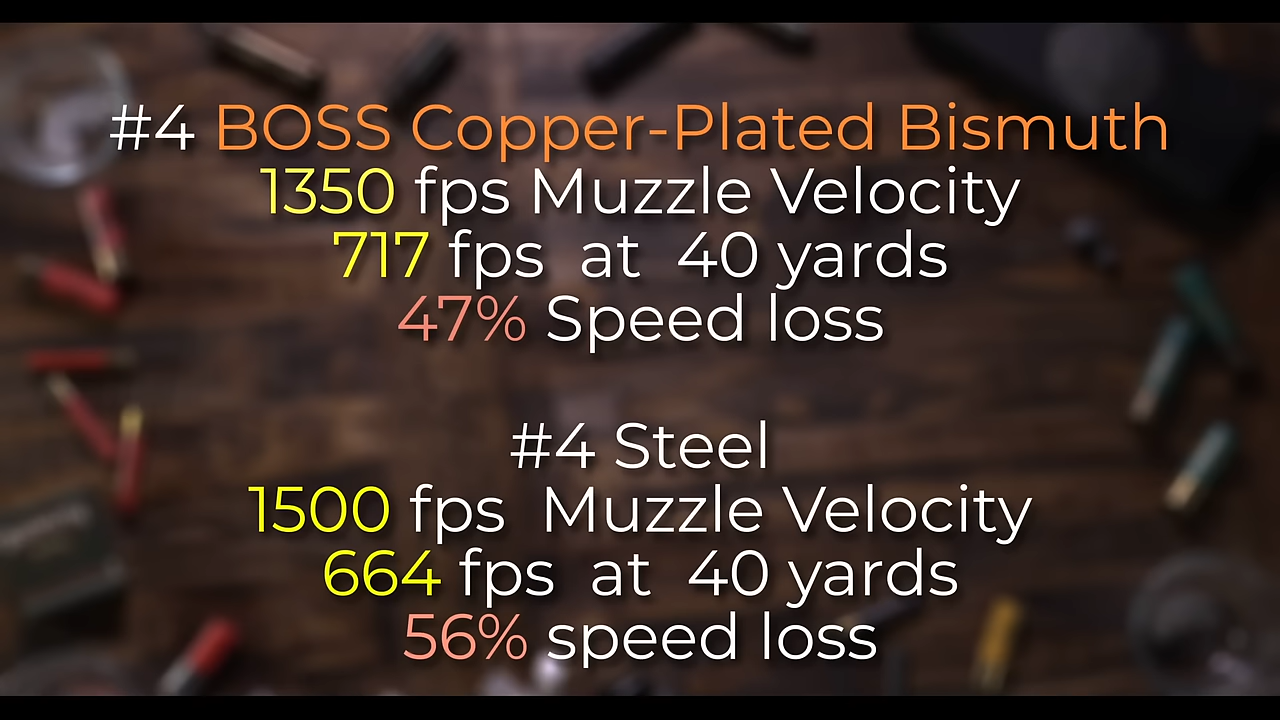 #4 BOSS Copper-Plated Bismuth
1350 fps Muzzle Velocity
717 fps at 40 yards
47% Speed loss
#4 Steel
1500 fps Muzzle Velocity
664 fps at 40 yards
56% speed loss